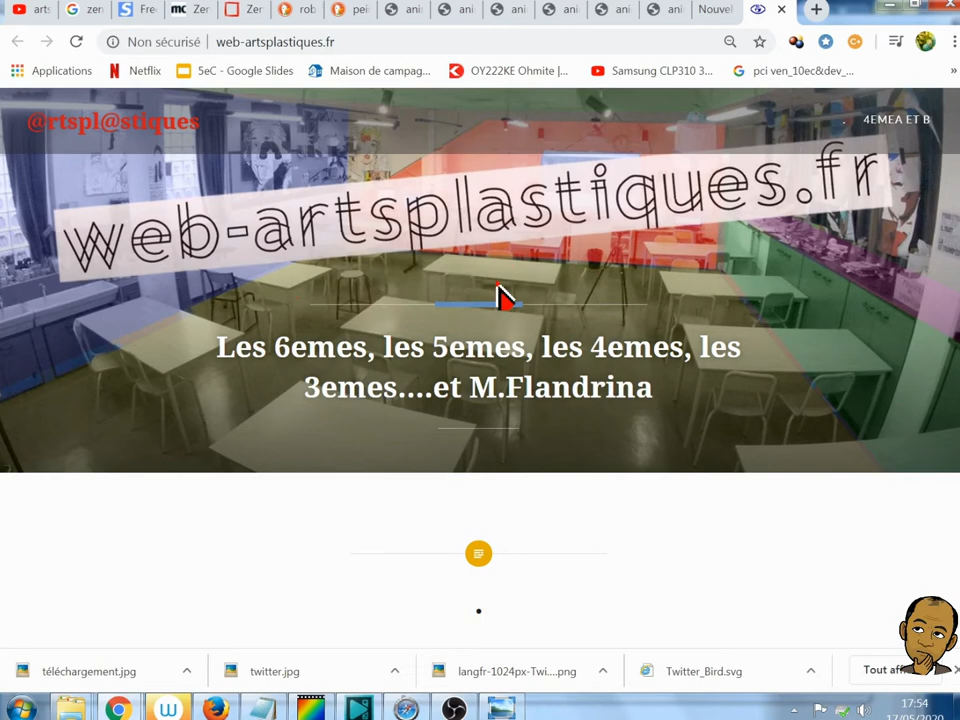 arts
zen
Fre
mc Zer
Zer
rob
pei
ani
ani
ani
ani
ani
ani
Nouvel
Non sécurisé | web-artsplastiques.fr
Applications
Netflix
5eC - Google Slides
Maison de campag...
OY222KE Ohmite |...
Samsung CLP310 3...
pci ven_10ec&dev_...
»
@rtspl@stiques
. 4EMEA ET B
web-artsplastiques.fr
Les 6emes, les 5emes, les 4emes, les
3emes....et M.Flandrina
téléchargement.jpg
twitter.jpg
langfr-1024px-Twi....png
Twitter_Bird.svg
17:54
17/05/2020